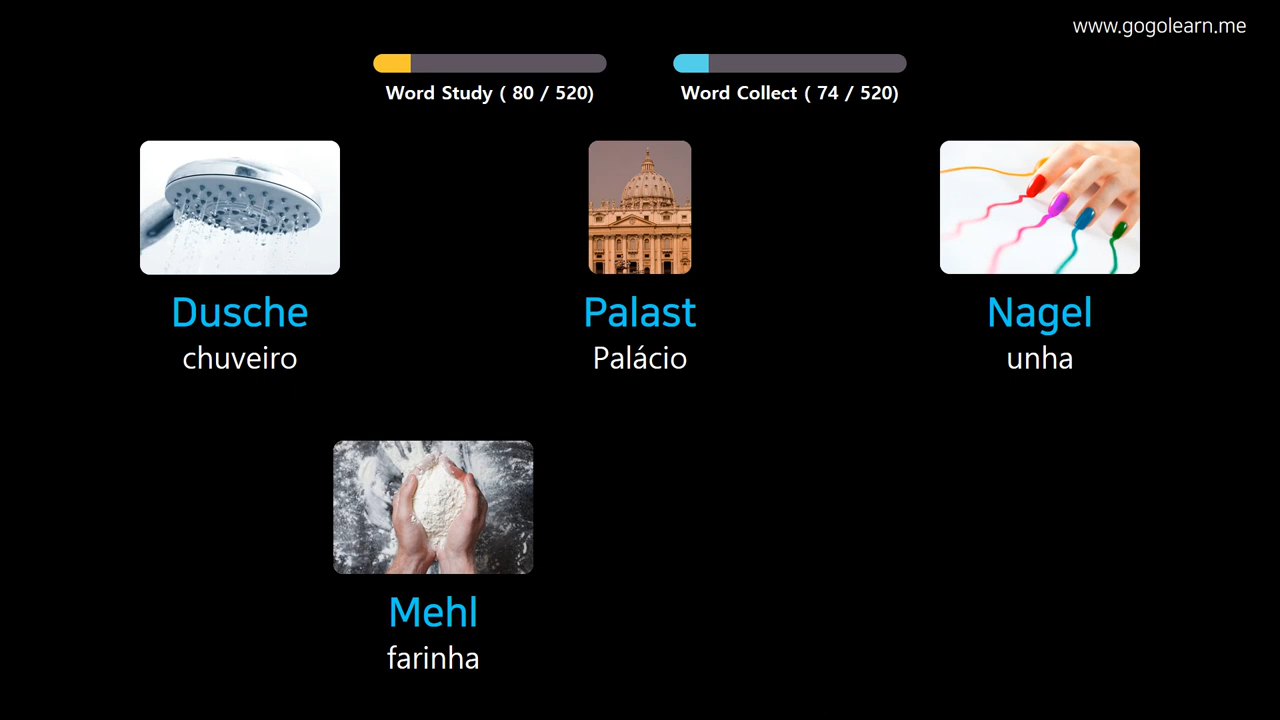 www.gogolearn.me
Word Study ( 80 / 520)
Word Collect ( 74 / 520)
Dusche
chuveiro
Palast
Palácio
Nagel
unha
Mehl
farinha